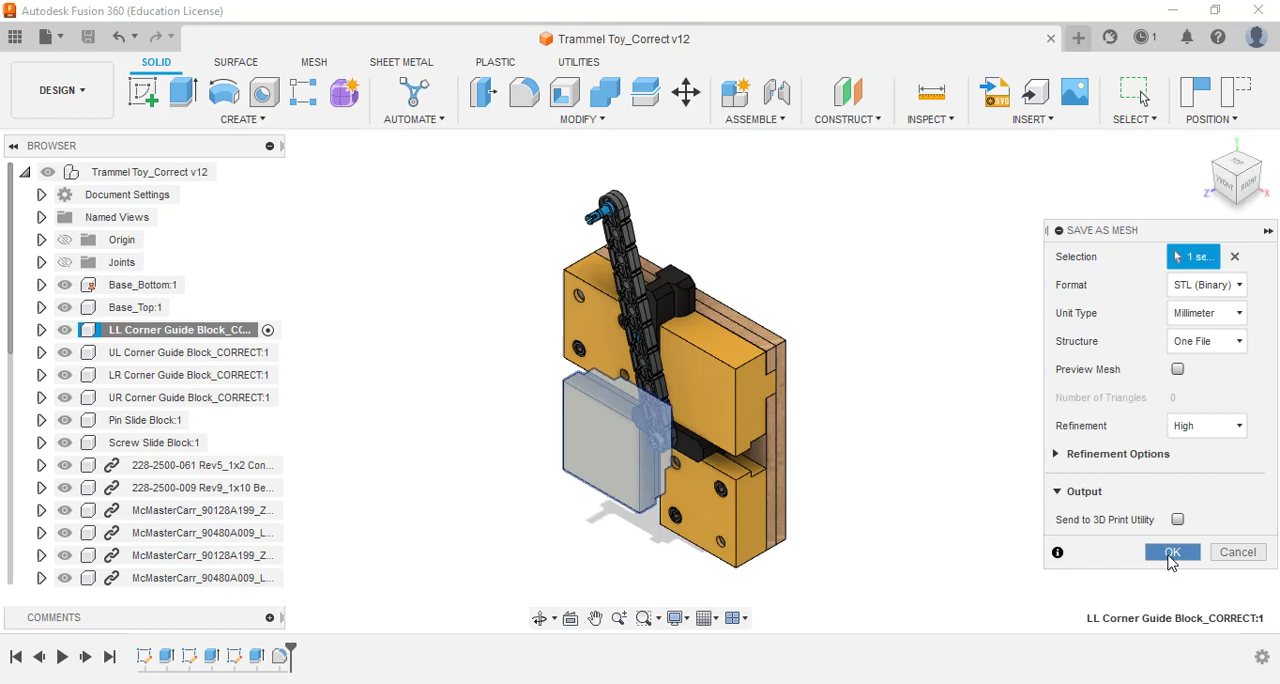 Autodesk Fusion 360 (Education License)
Trammel Toy_Correct v12
1
SOLID SURFACE MESH SHEET METAL PLASTIC UTILITIES
DESIGN
CREATE AUTOMATE MODIFY ASSEMBLE CONSTRUCT INSPECT INSERT SELECT POSITION
BROWSER
Trammel Toy_Correct v12
Document Settings
Named Views
Origin
Joints
Base_Bottom:1
Base_Top:1
LL Corner Guide Block_C(...
UL Corner Guide Block_CORRECT:1
LR Corner Guide Block_CORRECT:1
UR Corner Guide Block_CORRECT:1
Pin Slide Block:1
Screw Slide Block:1
228-2500-061 Rev5_1x2 Con...
228-2500-009 Rev9_1x10 Be...
McMasterCarr_90128A199_Z...
McMasterCarr_90480A009_L...
McMasterCarr_90128A199_Z...
McMasterCarr_90480A009_L...
COMMENTS
TOP
FRONT
RIGHT
Y
Z
X
SAVE AS MESH
Selection 1 se...
Format STL (Binary)
Unit Type Millimeter
Structure One File
Preview Mesh
Number of Triangles 0
Refinement High
Refinement Options
Output
Send to 3D Print Utility
OK Cancel
LL Corner Guide Block_CORRECT:1